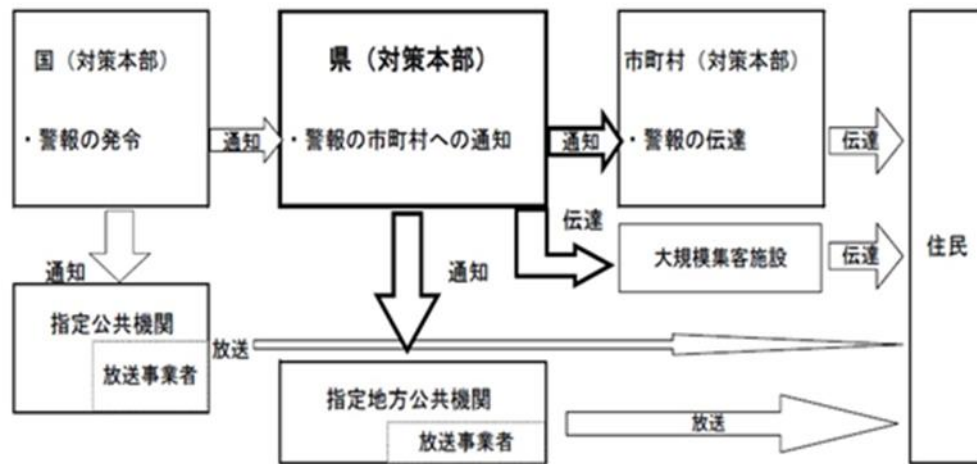 国（対策本部）
・警報の発令
通知
県（対策本部）
・警報の市町村への通知
通知
市町村（対策本部）
・警報の伝達
伝達
住民
通知
通知
伝達
大規模集客施設
伝達
指定公共機関
放送事業者
放送
指定地方公共機関
放送事業者
放送